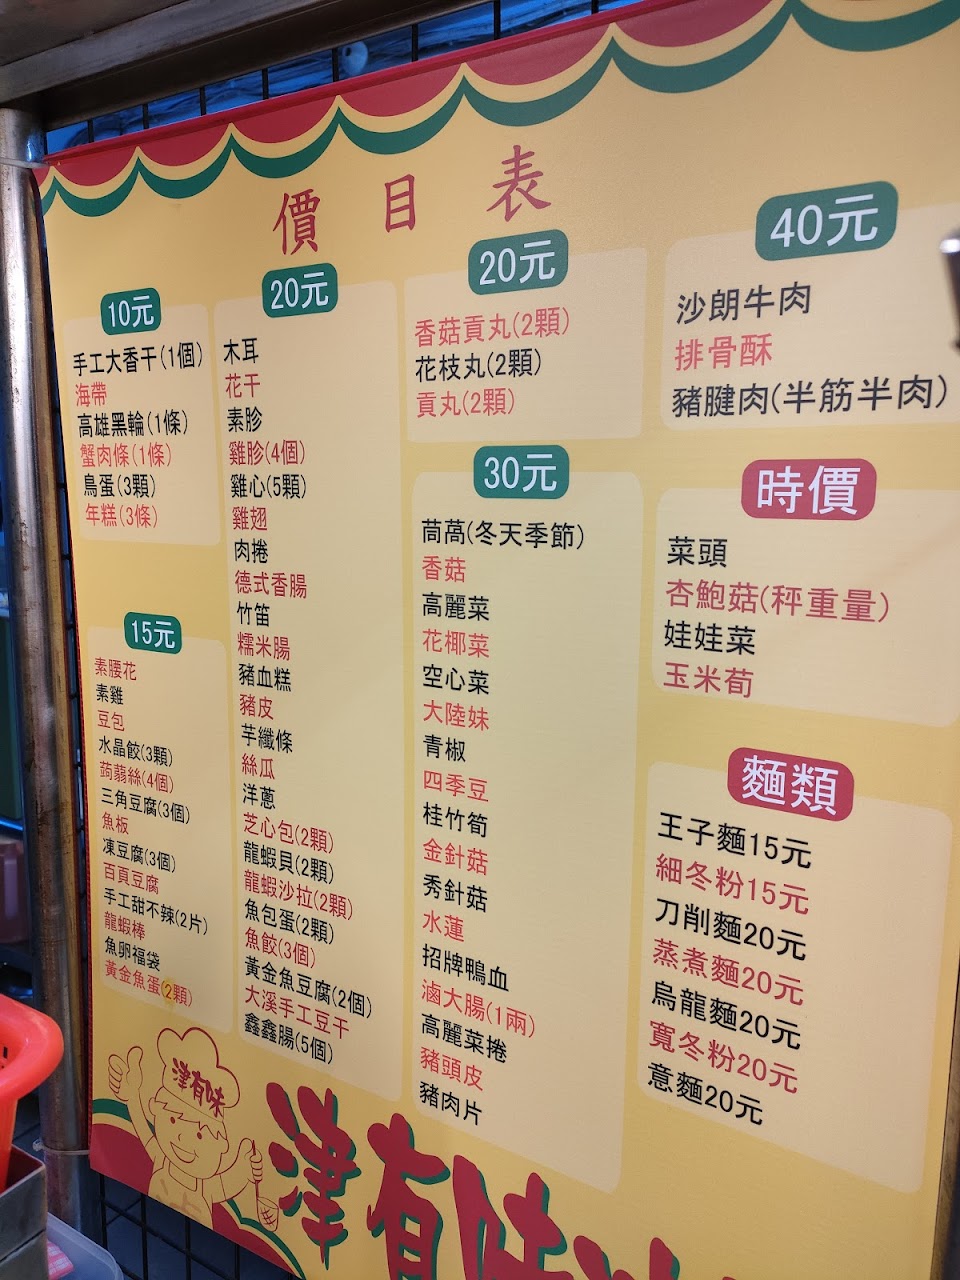 價目表
10元
手工大香干(1個)
海帶
高雄黑輪(1條)
蟹肉條(1條)
鳥蛋(3顆)
年糕(3條)
15元
素腰花
素雞
豆包
水晶餃(3顆)
蒟蒻絲(4個)
三角豆腐(3個)
魚板
凍豆腐(3個)
百頁豆腐
手工甜不辣(2片)
龍蝦棒
魚卵福袋
黃金魚蛋(2顆)
20元
木耳
花干
素胗
雞胗(4個)
雞心(5顆)
雞翅
肉捲
德式香腸
竹笛
糯米腸
豬血糕
豬皮
芋纖條
絲瓜
洋蔥
芝心包(2顆)
龍蝦貝(2顆)
龍蝦沙拉(2顆)
魚包蛋(2顆)
魚餃(3個)
黃金魚豆腐(2個)
大溪手工豆干
鑫鑫腸(5個)
20元
香菇貢丸(2顆)
花枝丸(2顆)
貢丸(2顆)
30元
茼萵(冬天季節)
香菇
高麗菜
花椰菜
空心菜
大陸妹
青椒
四季豆
桂竹筍
金針菇
秀針菇
水蓮
招牌鴨血
滷大腸(1兩)
高麗菜捲
豬頭皮
豬肉片
40元
沙朗牛肉
排骨酥
豬腱肉(半筋半肉)
時價
菜頭
杏鮑菇(秤重量)
娃娃菜
玉米荀
麵類
王子麵15元
細冬粉15元
刀削麵20元
蒸煮麵20元
烏龍麵20元
寬冬粉20元
意麵20元
津有味
津有味